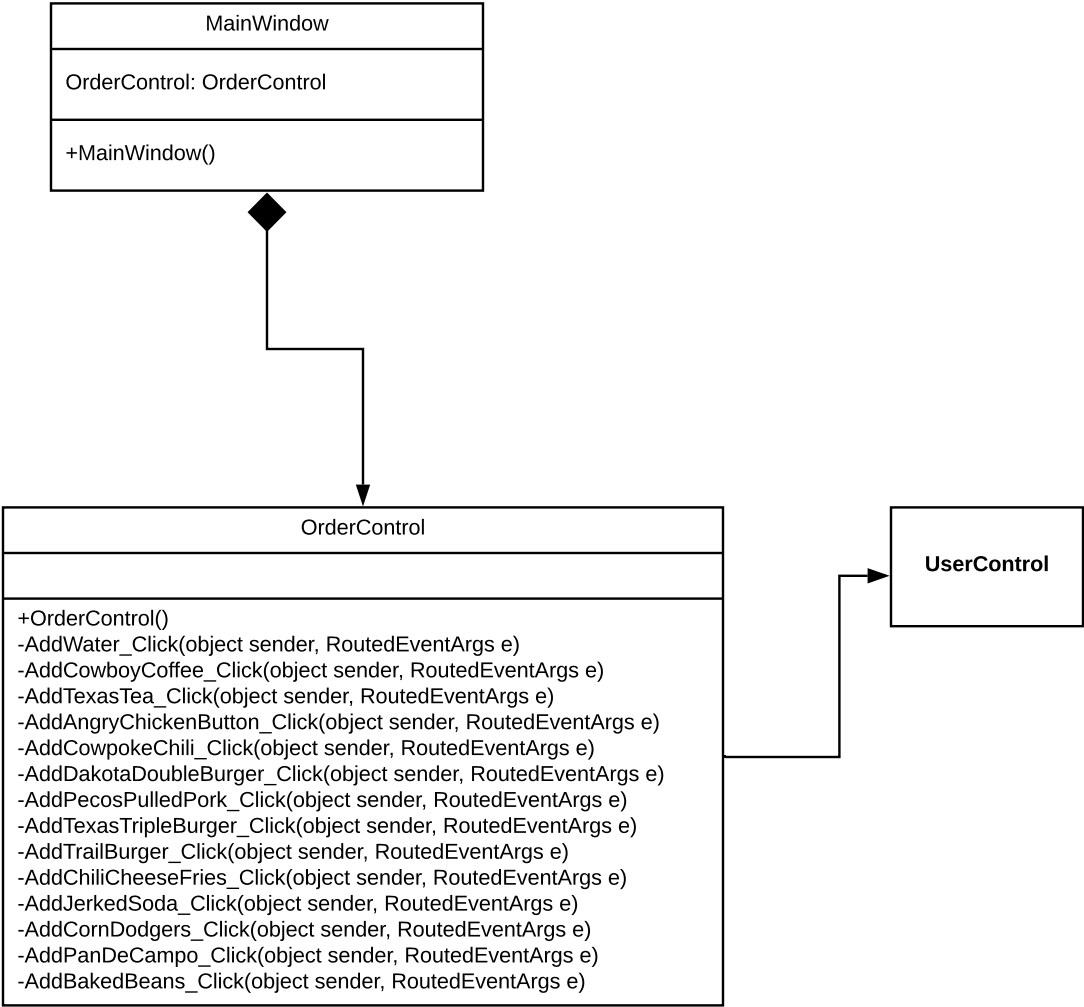 MainWindow
OrderControl: OrderControl
+MainWindow()
OrderControl
UserControl
+OrderControl()
-AddWater_Click(object sender, RoutedEventArgs e)
-AddCowboyCoffee_Click(object sender, RoutedEventArgs e)
-AddTexasTea_Click(object sender, RoutedEventArgs e)
-AddAngryChickenButton_Click(object sender, RoutedEventArgs e)
-AddCowpokeChili_Click(object sender, RoutedEventArgs e)
-AddDakotaDoubleBurger_Click(object sender, RoutedEventArgs e)
-AddPecosPulledPork_Click(object sender, RoutedEventArgs e)
-AddTexasTripleBurger_Click(object sender, RoutedEventArgs e)
-AddTrailBurger_Click(object sender, RoutedEventArgs e)
-AddChiliCheeseFries_Click(object sender, RoutedEventArgs e)
-AddJerkedSoda_Click(object sender, RoutedEventArgs e)
-AddCornDodgers_Click(object sender, RoutedEventArgs e)
-AddPanDeCampo_Click(object sender, RoutedEventArgs e)
-AddBakedBeans_Click(object sender, RoutedEventArgs e)